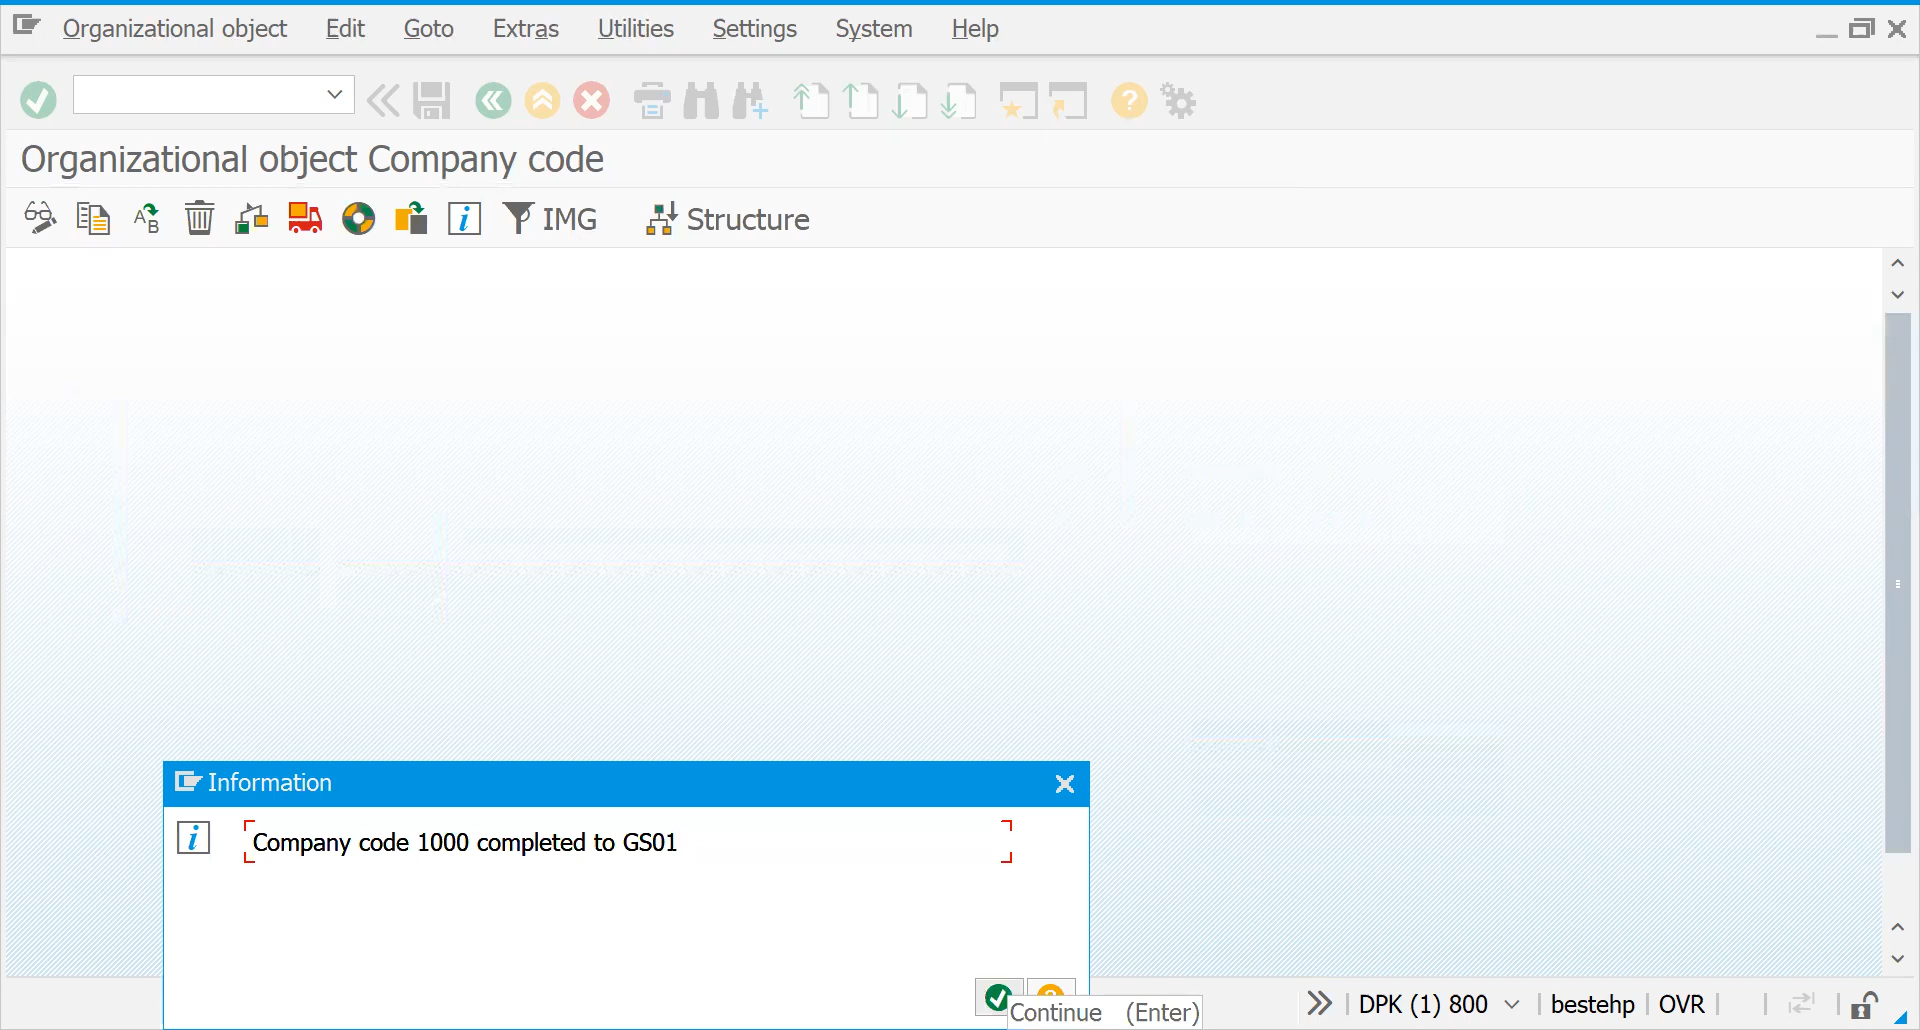 Organizational object Edit Goto Extras Utilities Settings System Help
Organizational object Company code
IMG Structure
Information
Company code 1000 completed to GS01
Continue (Enter)
DPK (1) 800 bestehp OVR